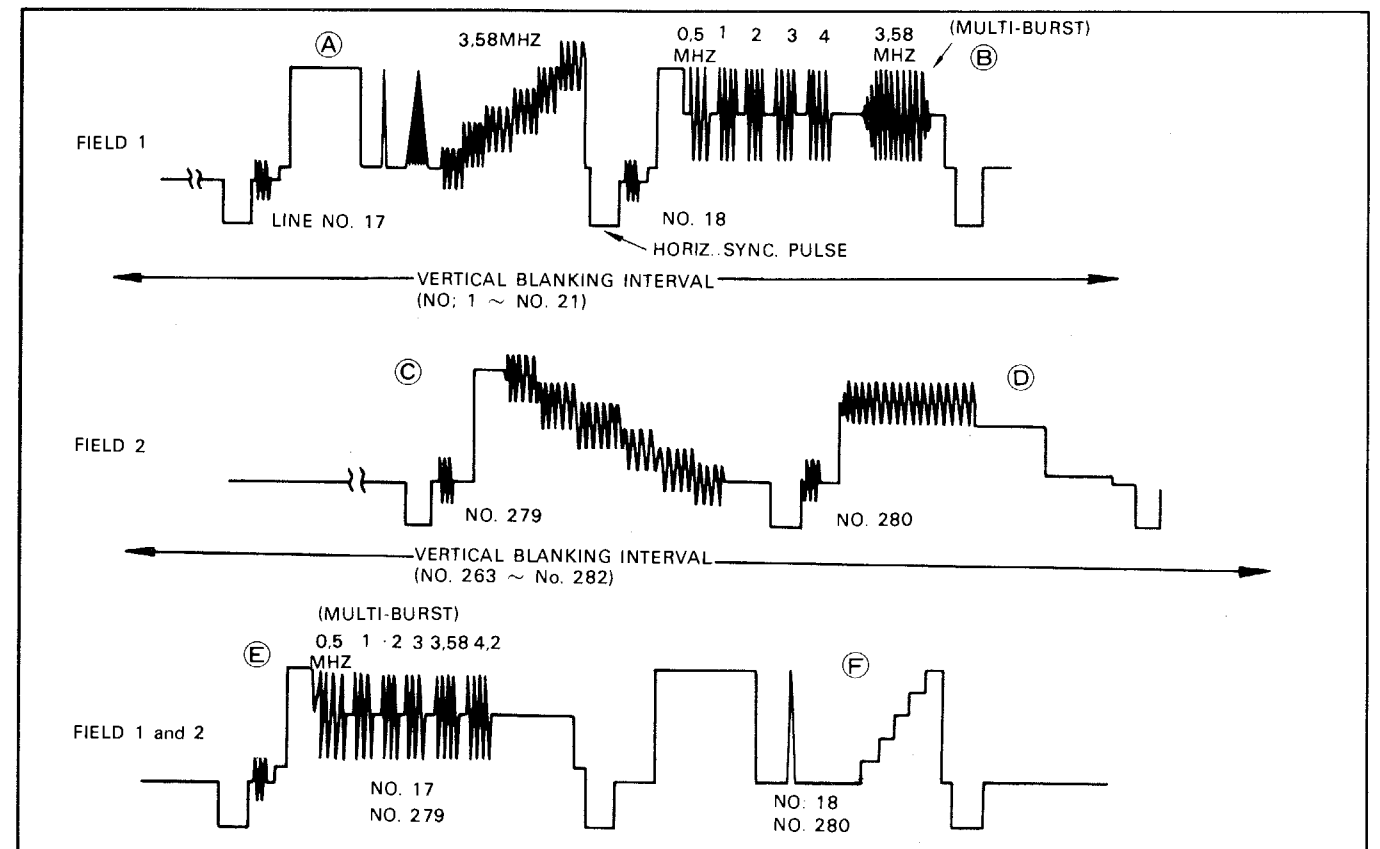 Ⓐ
3,58MHZ
0,5 1 2 3 4 3,58 (MULTI-BURST)
MHZ MHZ Ⓑ
FIELD 1
LINE NO. 17 NO. 18
HORIZ.. SYNC. PULSE
VERTICAL BLANKING INTERVAL
(NO; 1 ~ NO. 21)
Ⓒ Ⓓ
FIELD 2
NO. 279 NO. 280
VERTICAL BLANKING INTERVAL
(NO. 263 ~ No. 282)
(MULTI-BURST)
0,5 1 2 3 3,58 4,2
MHZ
Ⓔ Ⓕ
FIELD 1 and 2
NO. 17
NO. 279
NO: 18
NO. 280